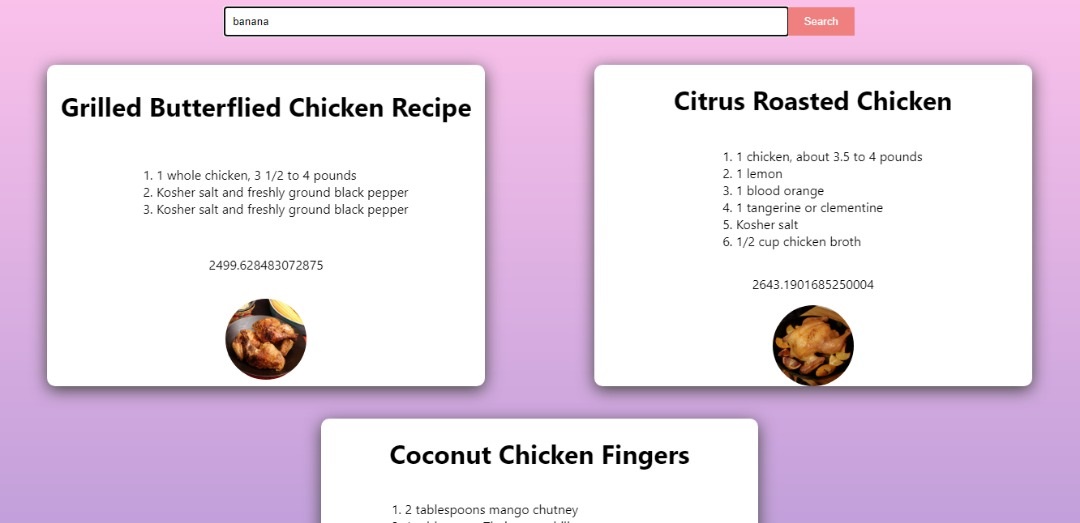 banana
Search
Grilled Butterflied Chicken Recipe
1. 1 whole chicken, 3 1/2 to 4 pounds
2. Kosher salt and freshly ground black pepper
3. Kosher salt and freshly ground black pepper
2499.628483072875
Citrus Roasted Chicken
1. 1 chicken, about 3.5 to 4 pounds
2. 1 lemon
3. 1 blood orange
4. 1 tangerine or clementine
5. Kosher salt
6. 1/2 cup chicken broth
2643.1901685250004
Coconut Chicken Fingers
1. 2 tablespoons mango chutney